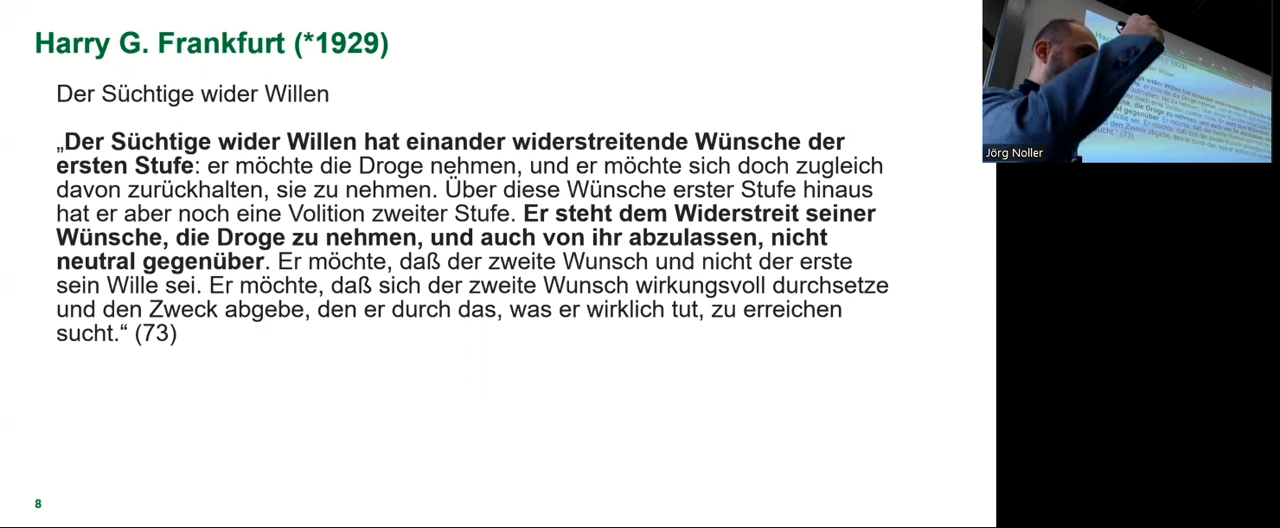 Harry G. Frankfurt (*1929)
Der Süchtige wider Willen
„Der Süchtige wider Willen hat einander widerstreitende Wünsche der
ersten Stufe: er möchte die Droge nehmen, und er möchte sich doch zugleich
davon zurückhalten, sie zu nehmen. Über diese Wünsche erster Stufe hinaus
hat er aber noch eine Volition zweiter Stufe. Er steht dem Widerstreit seiner
Wünsche, die Droge zu nehmen, und auch von ihr abzulassen, nicht
neutral gegenüber. Er möchte, daß der zweite Wunsch und nicht der erste
sein Wille sei. Er möchte, daß sich der zweite Wunsch wirkungsvoll durchsetze
und den Zweck abgebe, den er durch das, was er wirklich tut, zu erreichen
sucht.“ (73)
8
Jörg Noller